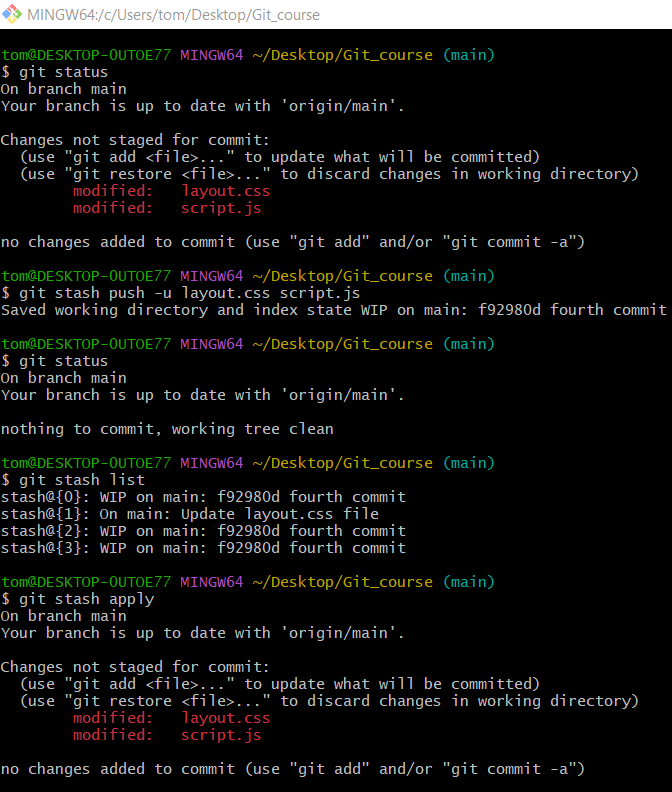 MINGW64:/c/Users/tom/Desktop/Git_course
tom@DESKTOP-OUTOE77 MINGW64 ~/Desktop/Git_course (main)
$ git status
On branch main
Your branch is up to date with 'origin/main'.
Changes not staged for commit:
  (use "git add <file>..." to update what will be committed)
  (use "git restore <file>..." to discard changes in working directory)
        modified:   layout.css
        modified:   script.js
no changes added to commit (use "git add" and/or "git commit -a")
tom@DESKTOP-OUTOE77 MINGW64 ~/Desktop/Git_course (main)
$ git stash push -u layout.css script.js
Saved working directory and index state WIP on main: f92980d fourth commit
tom@DESKTOP-OUTOE77 MINGW64 ~/Desktop/Git_course (main)
$ git status
On branch main
Your branch is up to date with 'origin/main'.
nothing to commit, working tree clean
tom@DESKTOP-OUTOE77 MINGW64 ~/Desktop/Git_course (main)
$ git stash list
stash@{0}: WIP on main: f92980d fourth commit
stash@{1}: On main: Update layout.css file
stash@{2}: WIP on main: f92980d fourth commit
stash@{3}: WIP on main: f92980d fourth commit
tom@DESKTOP-OUTOE77 MINGW64 ~/Desktop/Git_course (main)
$ git stash apply
On branch main
Your branch is up to date with 'origin/main'.
Changes not staged for commit:
  (use "git add <file>..." to update what will be committed)
  (use "git restore <file>..." to discard changes in working directory)
        modified:   layout.css
        modified:   script.js
no changes added to commit (use "git add" and/or "git commit -a")